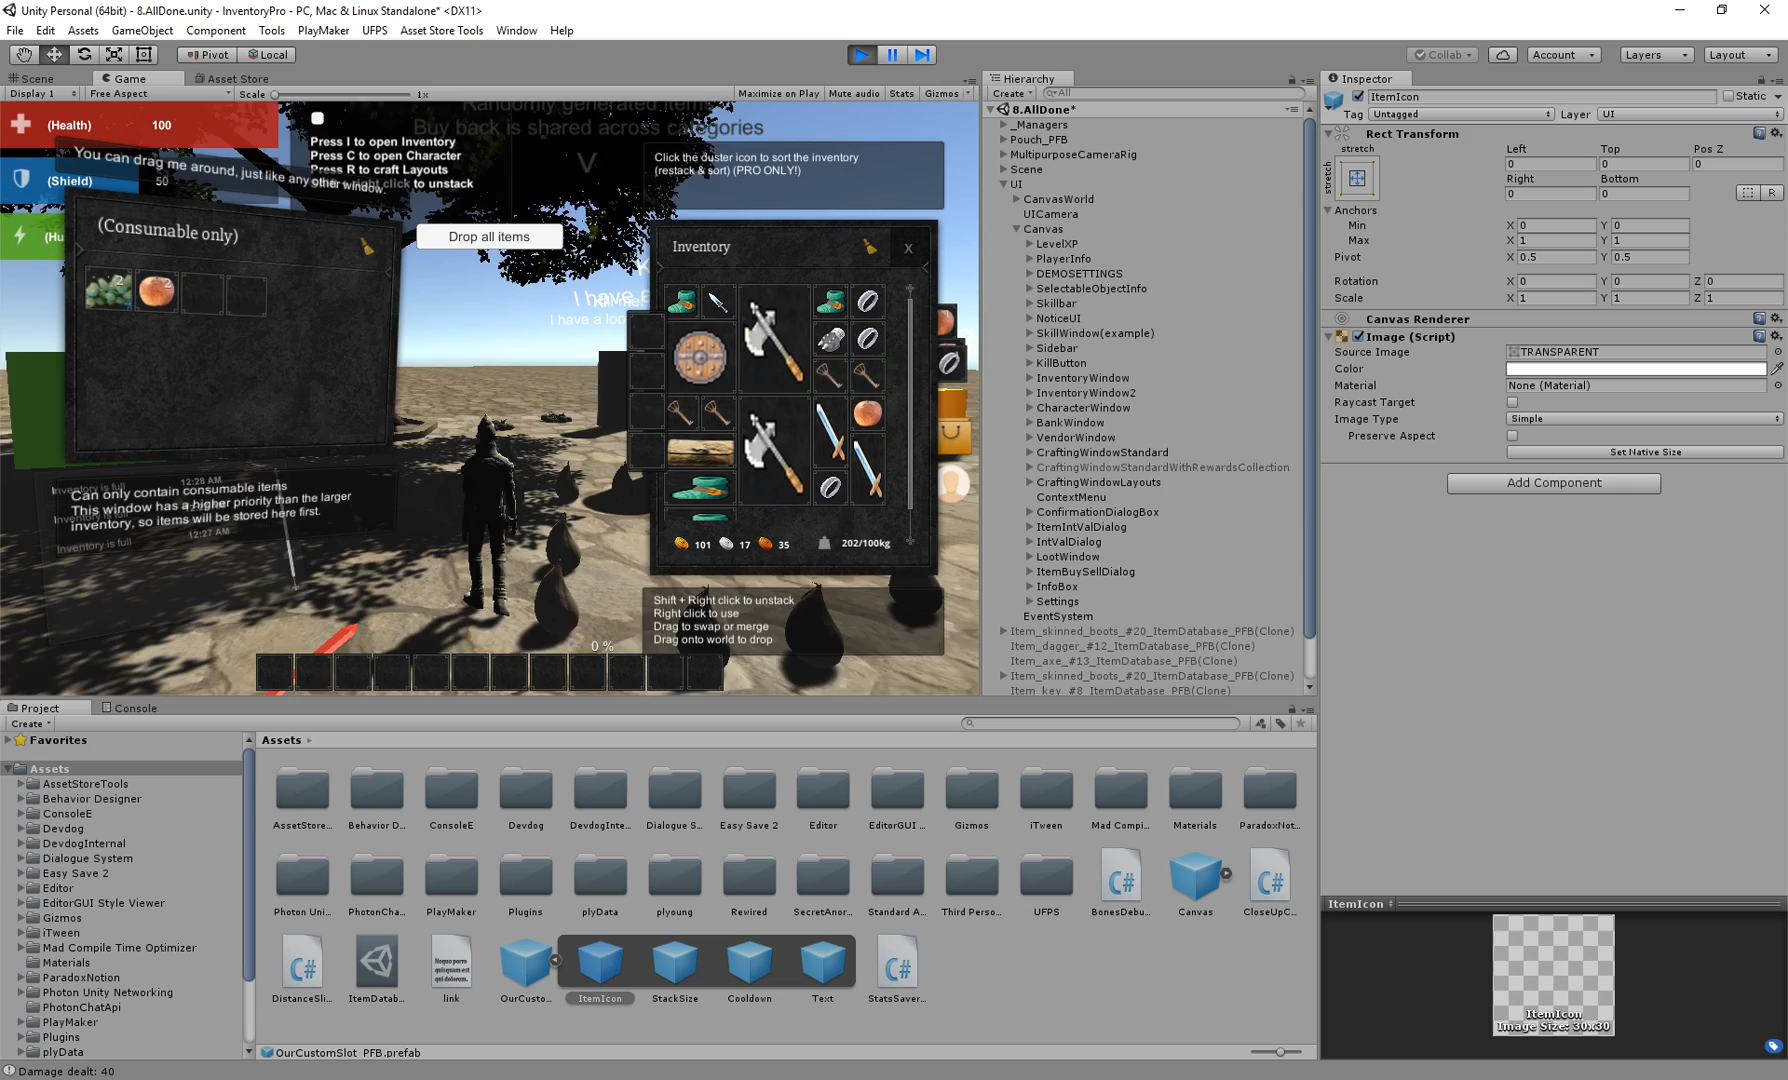 Unity Personal (64bit) - 8.AllDone.unity - InventoryPro - PC, Mac & Linux Standalone* <DX11>
File Edit Assets GameObject Component Tools PlayMaker UFPS Asset Store Tools Window Help
Pivot Local
Collab Account Layers Layout
Scene Game Asset Store
Display 1 Free Aspect Scale 1x Maximize on Play Mute audio Stats Gizmos
Randomly generated items
Buy back is shared across categories
(Health) 100
(Shield) 50
You can drag me around, just like any other window.
Press I to open Inventory
Press C to open Character
Press R to craft Layouts
click to unstack
V
Click the duster icon to sort the inventory
(restack & sort) (PRO ONLY!)
(Consumable only)
2
2
Drop all items
Inventory
X
I have a
101 17 35 202/100kg
Inventory is full 12:28 AM
Can only contain consumable items
This window has a higher priority than the larger
inventory, so items will be stored here first.
Inventory is full 12:27 AM
Shift + Right click to unstack
Right click to use
Drag to swap or merge
Drag onto world to drop
0 %
Hierarchy
Create All
8.AllDone*
_Managers
Pouch_PFB
MultipurposeCameraRig
Scene
UI
CanvasWorld
UICamera
Canvas
LevelXP
PlayerInfo
DEMOSETTINGS
SelectableObjectInfo
Skillbar
NoticeUI
SkillWindow(example)
Sidebar
KillButton
InventoryWindow
InventoryWindow2
CharacterWindow
BankWindow
VendorWindow
CraftingWindowStandard
CraftingWindowStandardWithRewardsCollection
CraftingWindowLayouts
ContextMenu
ConfirmationDialogBox
ItemIntValDialog
IntValDialog
LootWindow
ItemBuySellDialog
InfoBox
Settings
EventSystem
Item_skinned_boots_#20_ItemDatabase_PFB(Clone)
Item_dagger_#12_ItemDatabase_PFB(Clone)
Item_axe_#13_ItemDatabase_PFB(Clone)
Item_skinned_boots_#20_ItemDatabase_PFB(Clone)
Item_key_#8_ItemDatabase_PFB(Clone)
Inspector
ItemIcon Static
Tag Untagged Layer UI
Rect Transform
stretch Left Top Pos Z
stretch 0 0 0
Right Bottom
0 0 R
Anchors
Min X 0 Y 0
Max X 1 Y 1
Pivot X 0.5 Y 0.5
Rotation X 0 Y 0 Z 0
Scale X 1 Y 1 Z 1
Canvas Renderer
Image (Script)
Source Image TRANSPARENT
Color
Material None (Material)
Raycast Target
Image Type Simple
Preserve Aspect
Set Native Size
Add Component
ItemIcon
ItemIcon
Image Size: 30x30
Project Console
Create
Favorites
Assets
AssetStoreTools
Behavior Designer
ConsoleE
Devdog
DevdogInternal
Dialogue System
Easy Save 2
Editor
EditorGUI Style Viewer
Gizmos
iTween
Mad Compile Time Optimizer
Materials
ParadoxNotion
Photon Unity Networking
PhotonChatApi
PlayMaker
Plugins
plyData
Assets
AssetStore... Behavior D... ConsoleE Devdog DevdogInte... Dialogue S... Easy Save 2 Editor EditorGUI ... Gizmos iTween Mad Compi... Materials ParadoxNot...
Photon Uni... PhotonCha... PlayMaker Plugins plyData plyoung Rewired SecretAnor... Standard A... Third Perso... UFPS BonesDebu... Canvas CloseUpC...
DistanceSli... ItemDatab... link OurCusto... ItemIcon StackSize Cooldown Text StatsSaver...
OurCustomSlot_PFB.prefab
Damage dealt: 40